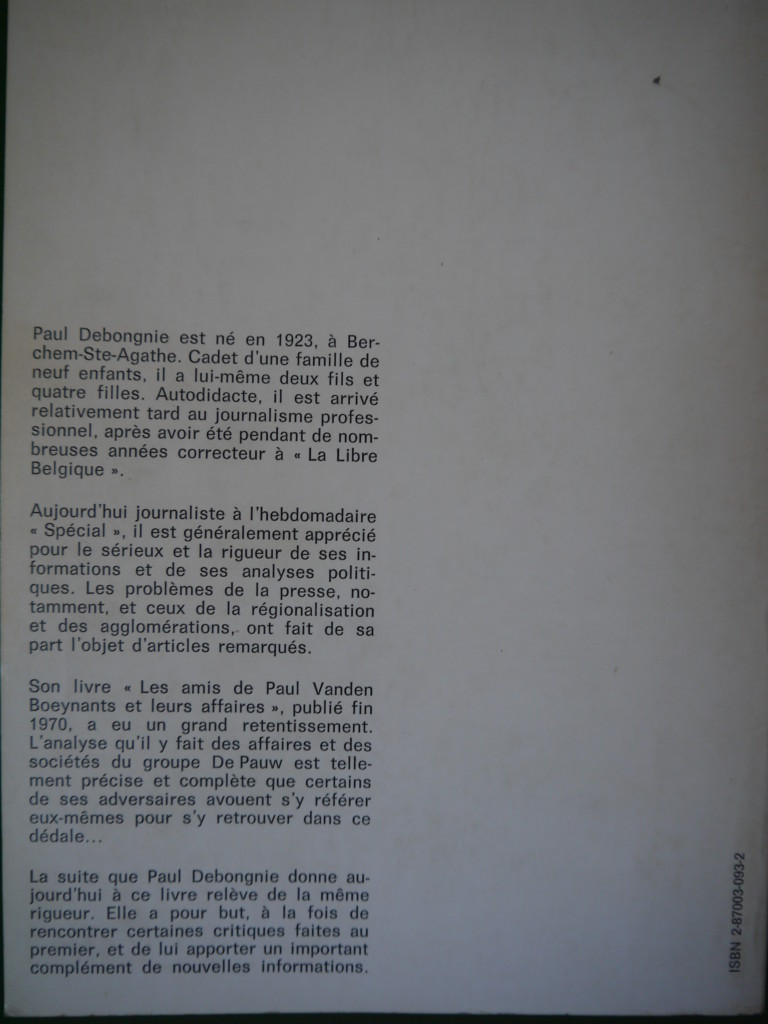 Paul Debongnie est né en 1923, à Ber-
chem-Ste-Agathe. Cadet d'une famille de
neuf enfants, il a lui-même deux fils et
quatre filles. Autodidacte, il est arrivé
relativement tard au journalisme profes-
sionnel, après avoir été pendant de nom-
breuses années correcteur à « La Libre
Belgique ».
Aujourd'hui journaliste à l'hebdomadaire
« Spécial », il est généralement apprécié
pour le sérieux et la rigueur de ses in-
formations et de ses analyses politi-
ques. Les problèmes de la presse, no-
tamment, et ceux de la régionalisation
et des agglomérations, ont fait de sa
part l'objet d'articles remarqués.
Son livre « Les amis de Paul Vanden
Boeynants et leurs affaires », publié fin
1970, a eu un grand retentissement.
L'analyse qu'il y fait des affaires et des
sociétés du groupe De Pauw est telle-
ment précise et complète que certains
de ses adversaires avouent s'y référer
eux-mêmes pour s'y retrouver dans ce
dédale...
La suite que Paul Debongnie donne au-
jourd'hui à ce livre relève de la même
rigueur. Elle a pour but, à la fois de
rencontrer certaines critiques faites au
premier, et de lui apporter un important
complément de nouvelles informations.
ISBN 2-87003-093-2